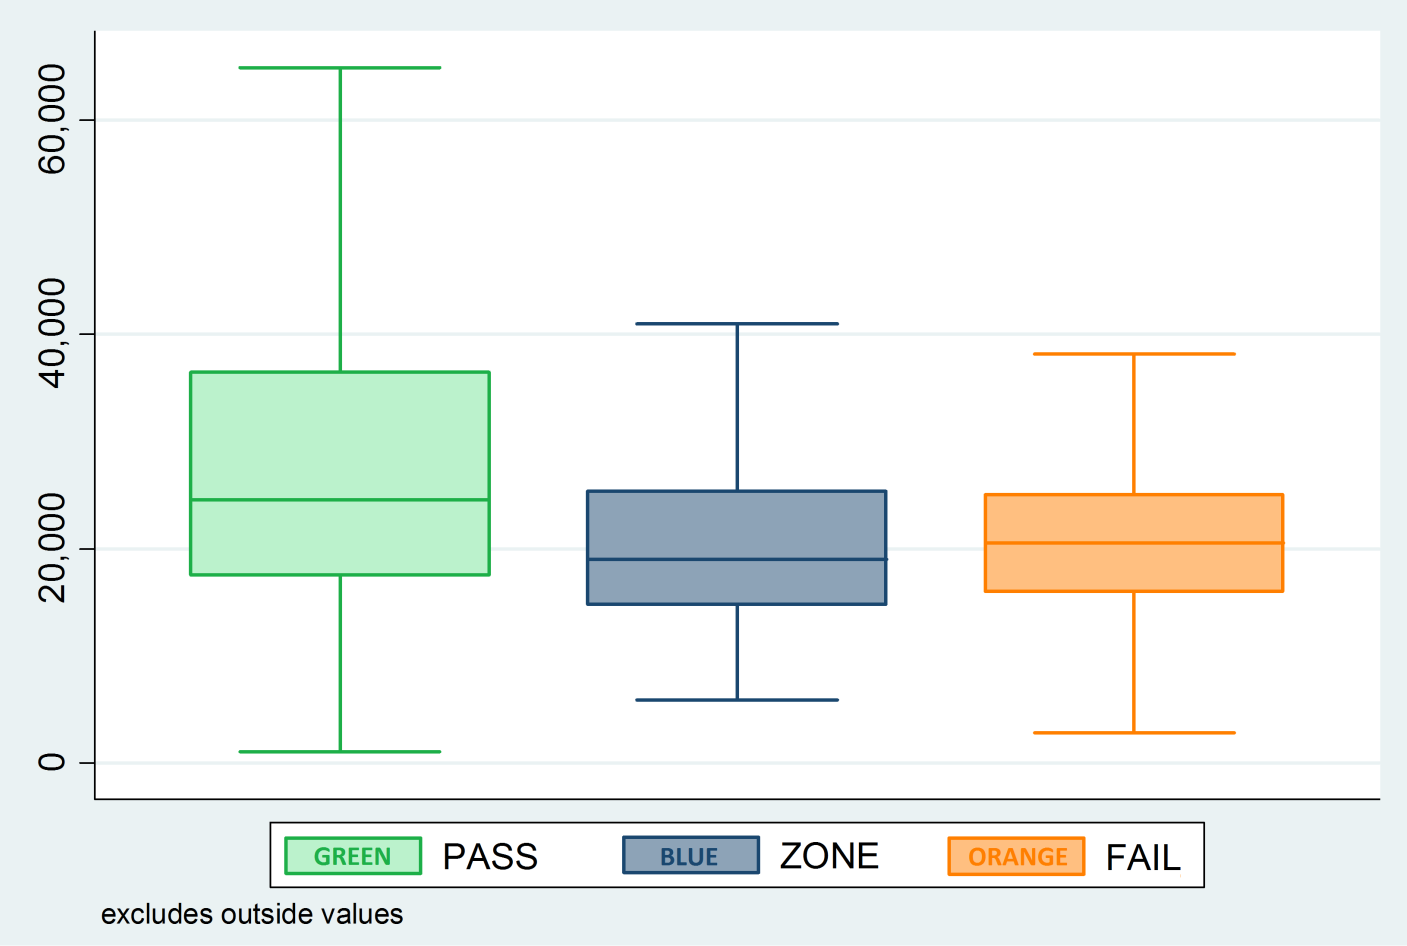 60,000
40,000
20,000
0
GREEN PASS BLUE ZONE ORANGE FAIL
excludes outside values